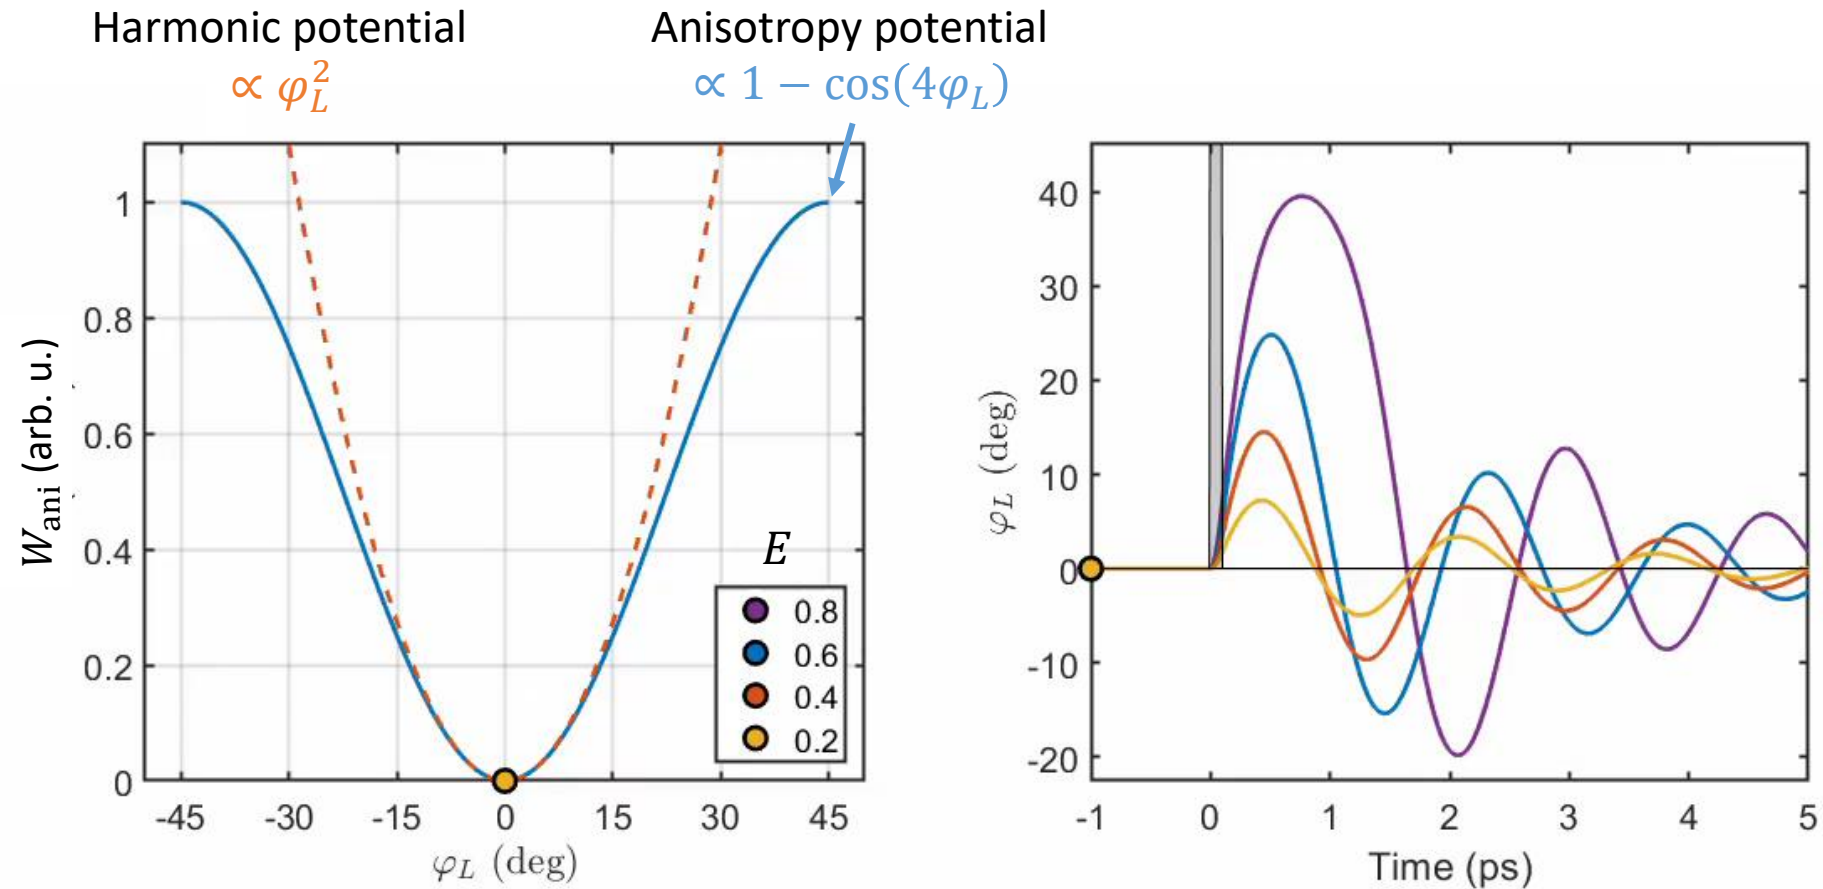 Harmonic potential
∝ φ_L^2
Anisotropy potential
∝ 1 − cos(4φ_L)
W_ani (arb. u.)
1
0.8
0.6
0.4
0.2
0
-45 -30 -15 0 15 30 45
φ_L (deg)
E
0.8
0.6
0.4
0.2
φ_L (deg)
40
30
20
10
0
-10
-20
-1 0 1 2 3 4 5
Time (ps)